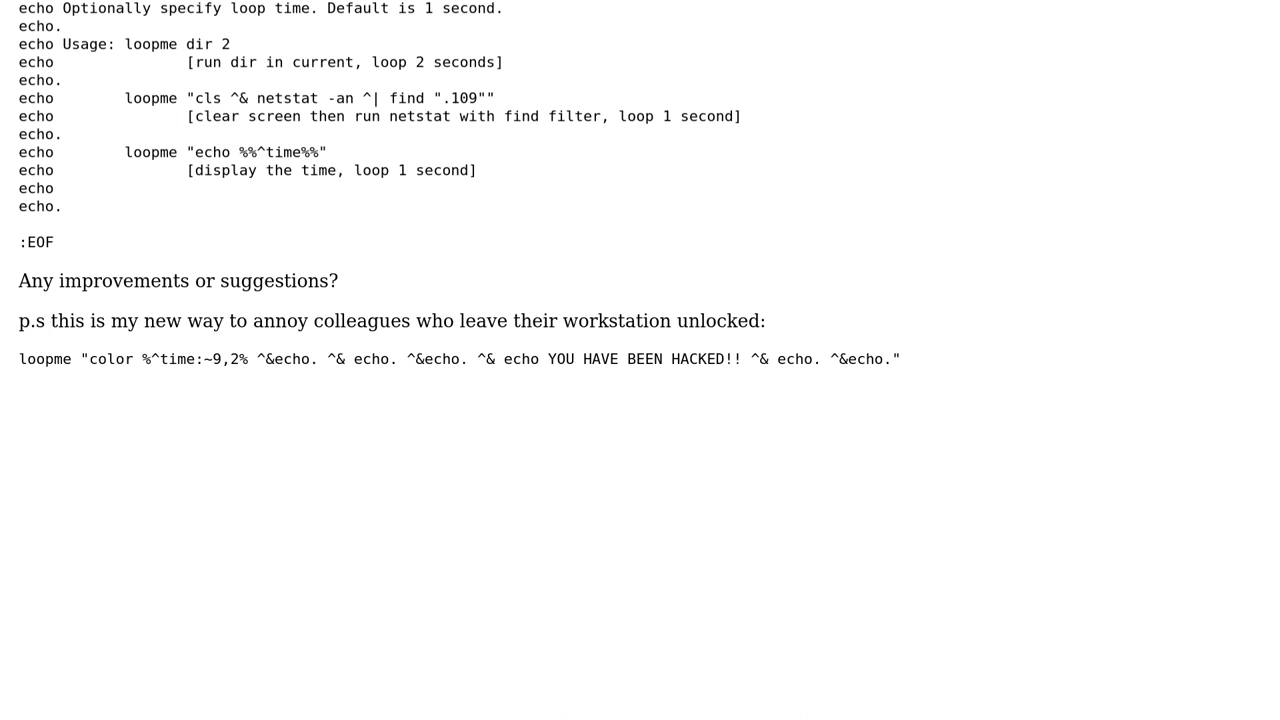 echo Optionally specify loop time. Default is 1 second.
echo.
echo Usage: loopme dir 2
echo               [run dir in current, loop 2 seconds]
echo.
echo        loopme "cls ^& netstat -an ^| find ".109""
echo               [clear screen then run netstat with find filter, loop 1 second]
echo.
echo        loopme "echo %%^time%%"
echo               [display the time, loop 1 second]
echo
echo.
:EOF
Any improvements or suggestions?
p.s this is my new way to annoy colleagues who leave their workstation unlocked:
loopme "color %^time:~9,2% ^&echo. ^& echo. ^&echo. ^& echo YOU HAVE BEEN HACKED!! ^& echo. ^&echo."